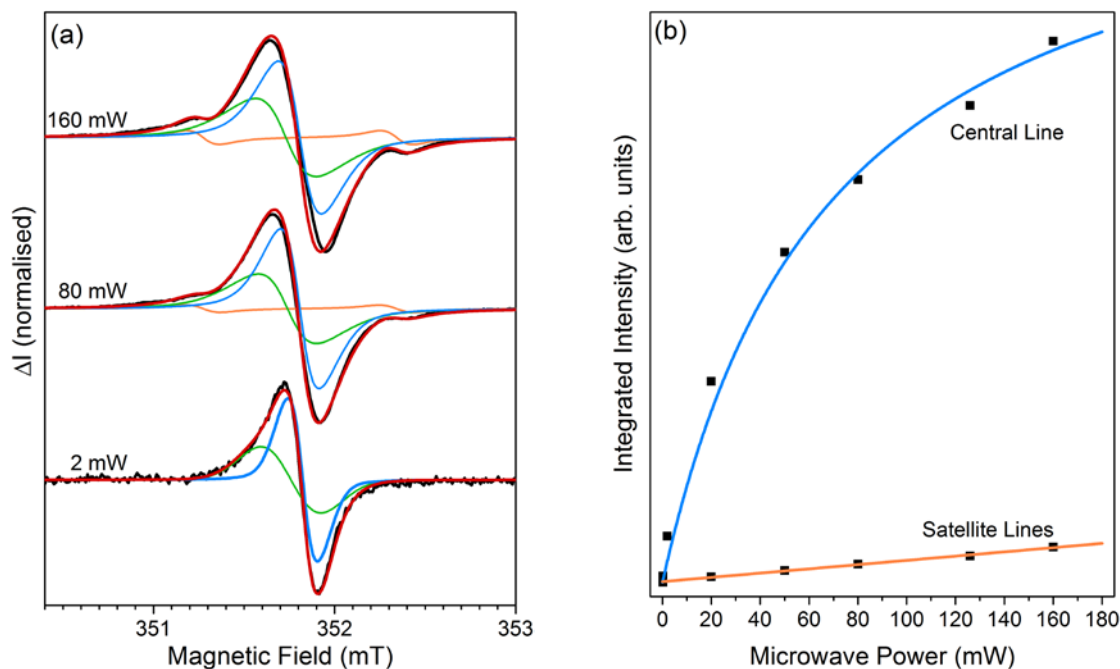 (a)
160 mW
80 mW
2 mW
ΔI (normalised)
351 352 353
Magnetic Field (mT)
(b)
Central Line
Satellite Lines
Integrated Intensity (arb. units)
0 20 40 60 80 100 120 140 160 180
Microwave Power (mW)